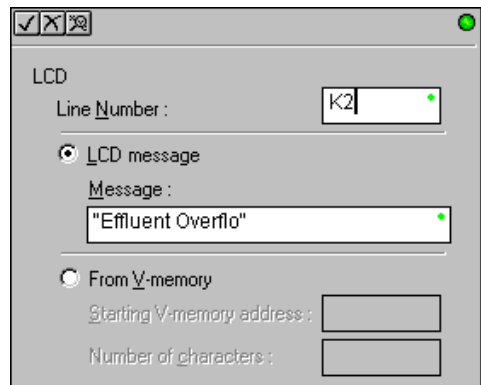 LCD
Line Number : K2
LCD message
Message :
"Effluent Overflo"
From V-memory
Starting V-memory address :
Number of characters :